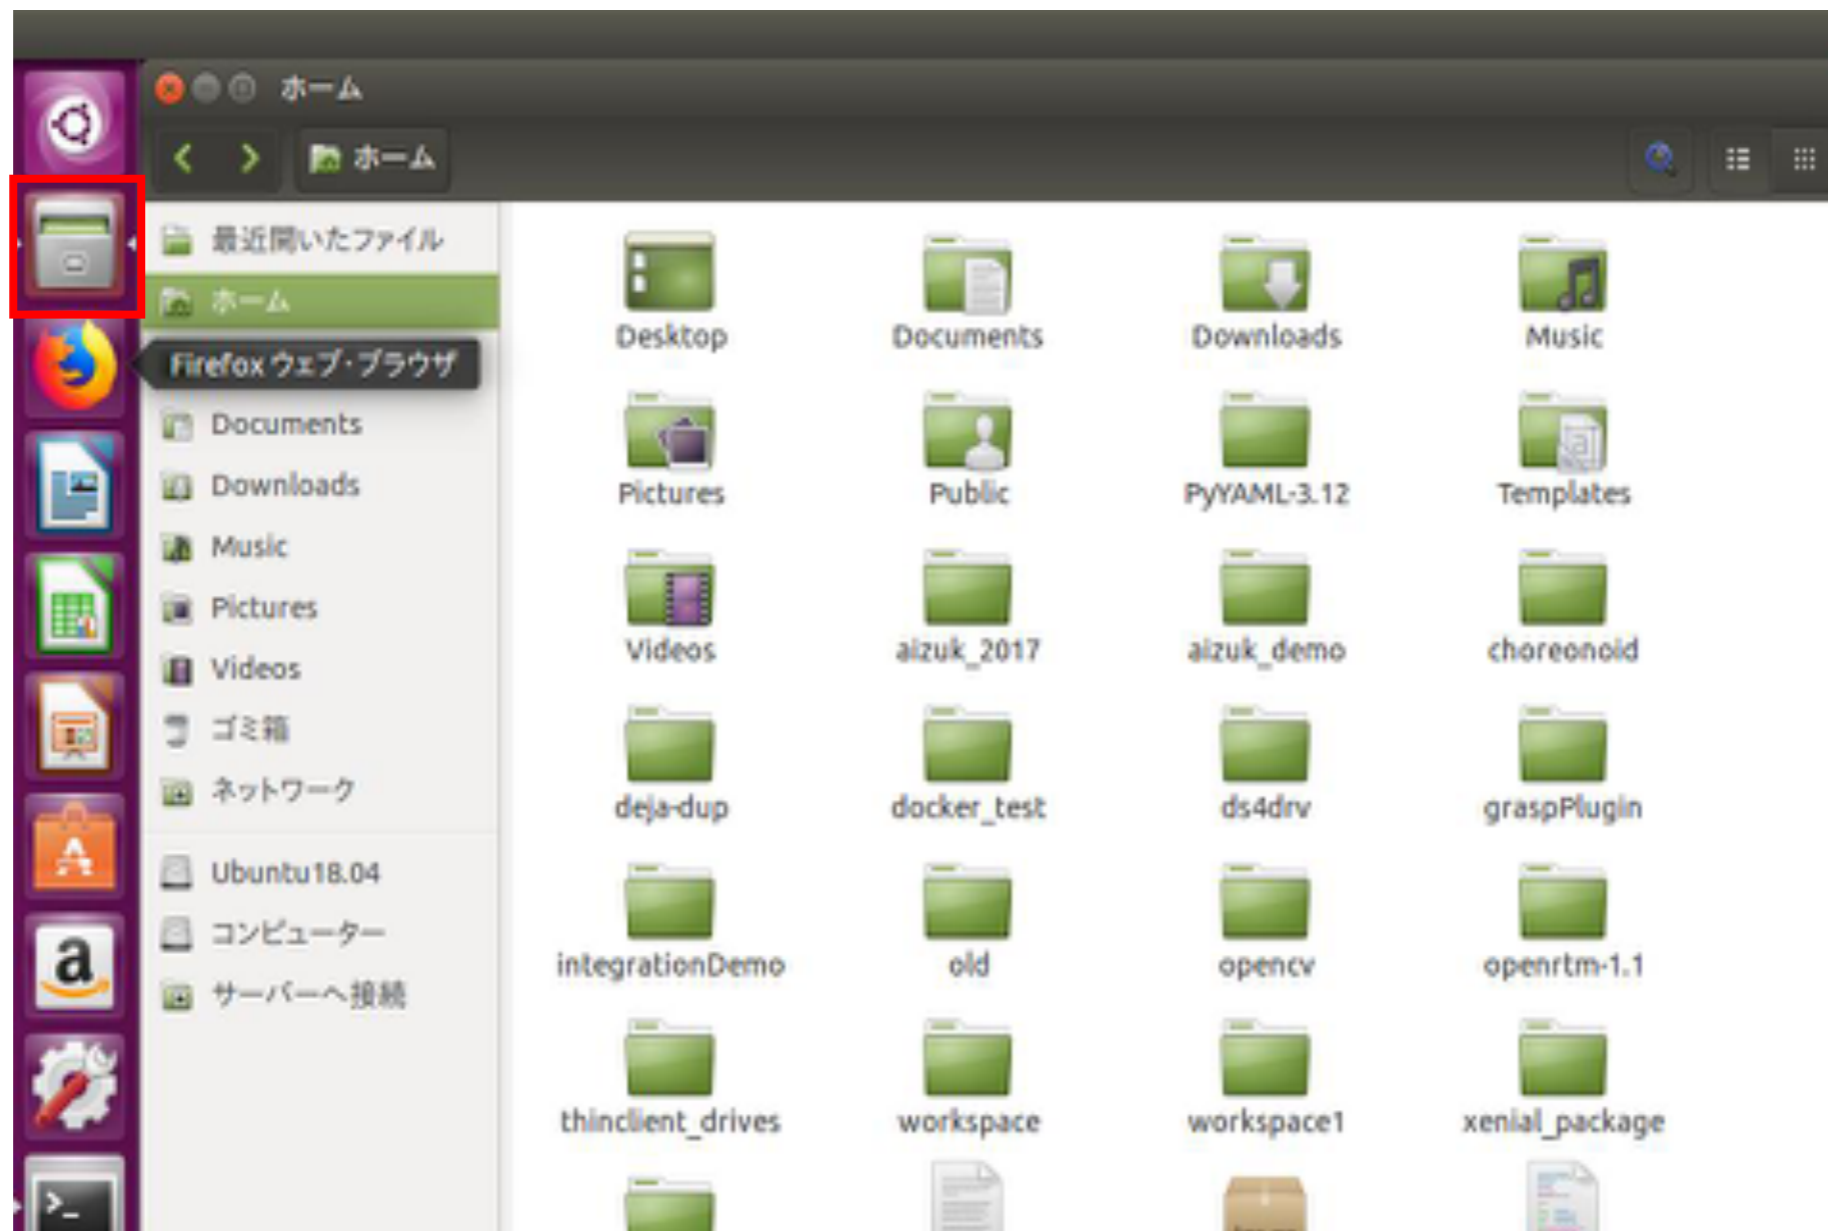 ホーム
ホーム
最近開いたファイル
ホーム
Firefox ウェブ・ブラウザ
Documents
Downloads
Music
Pictures
Videos
ゴミ箱
ネットワーク
Ubuntu18.04
コンピューター
サーバーへ接続
Desktop
Documents
Downloads
Music
Pictures
Public
PyYAML-3.12
Templates
Videos
aizuk_2017
aizuk_demo
choreonoid
deja-dup
docker_test
ds4drv
graspPlugin
integrationDemo
old
opencv
openrtm-1.1
thinclient_drives
workspace
workspace1
xenial_package